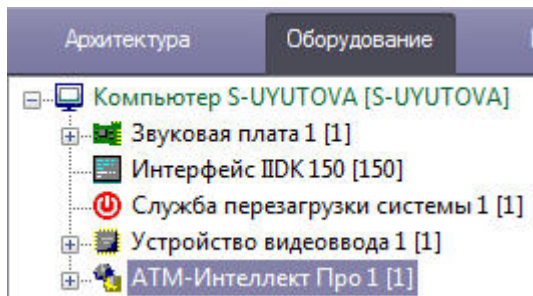 Архитектура Оборудование
Компьютер S-UYUTOVA [S-UYUTOVA]
Звуковая плата 1 [1]
Интерфейс IIDK 150 [150]
Служба перезагрузки системы 1 [1]
Устройство видеоввода 1 [1]
АТМ-Интеллект Про 1 [1]